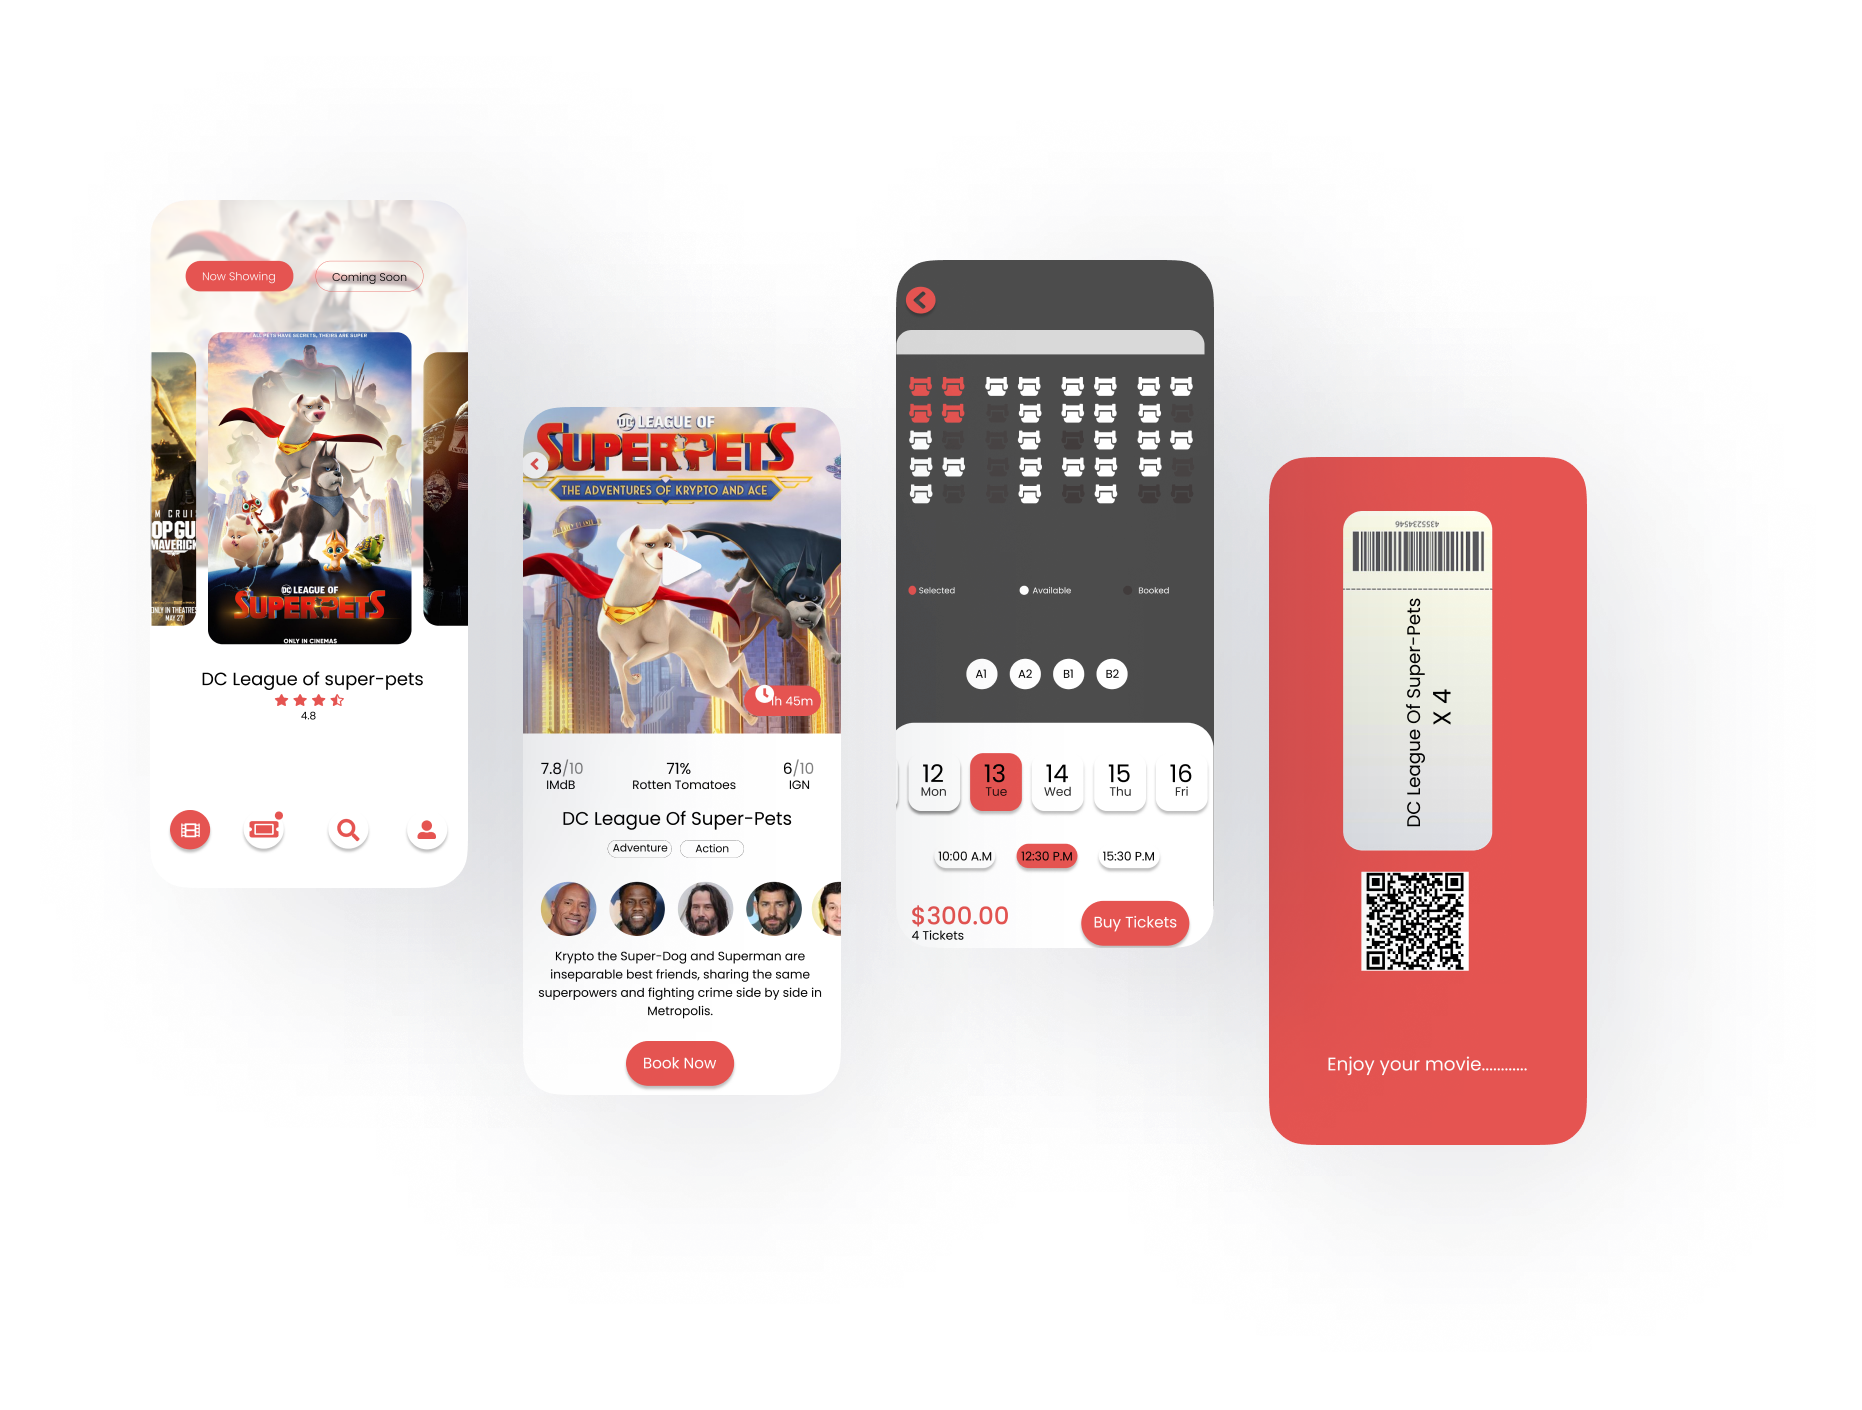 Now Showing
Coming Soon
ALL PETS HAVE SECRETS, THEIRS ARE SUPER
M CRUI
OP GU
MAVERICK
ONLY IN THEATRES
MAY 27
DC LEAGUE OF
SUPER-PETS
ONLY IN CINEMAS
DC League of super-pets
4.8
DC LEAGUE OF
SUPER-PETS
THE ADVENTURES OF KRYPTO AND ACE
1h 45m
7.8/10
IMdB
71%
Rotten Tomatoes
6/10
IGN
DC League Of Super-Pets
Adventure
Action
Krypto the Super-Dog and Superman are
inseparable best friends, sharing the same
superpowers and fighting crime side by side in
Metropolis.
Book Now
Selected
Available
Booked
A1
A2
B1
B2
12
Mon
13
Tue
14
Wed
15
Thu
16
Fri
10:00 A.M
12:30 P.M
15:30 P.M
$300.00
4 Tickets
Buy Tickets
4355234546
DC League Of Super-Pets
X 4
Enjoy your movie............